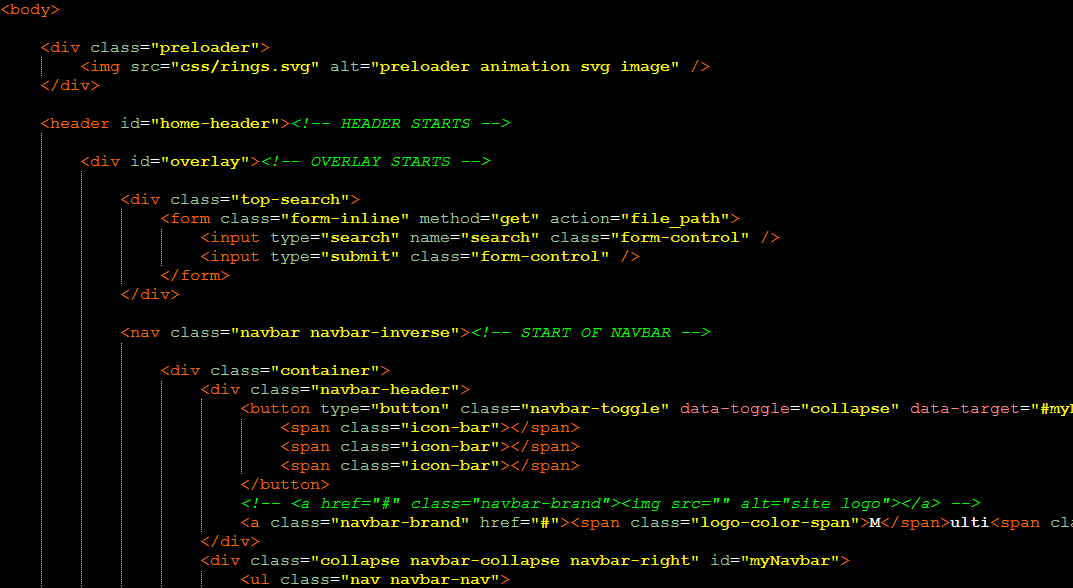 <body>
<div class="preloader">
<img src="css/rings.svg" alt="preloader animation svg image" />
</div>
<header id="home-header"><!-- HEADER STARTS -->
<div id="overlay"><!-- OVERLAY STARTS -->
<div class="top-search">
<form class="form-inline" method="get" action="file_path">
<input type="search" name="search" class="form-control" />
<input type="submit" class="form-control" />
</form>
</div>
<nav class="navbar navbar-inverse"><!-- START OF NAVBAR -->
<div class="container">
<div class="navbar-header">
<button type="button" class="navbar-toggle" data-toggle="collapse" data-target="#my
<span class="icon-bar"></span>
<span class="icon-bar"></span>
<span class="icon-bar"></span>
</button>
<!-- <a href="#" class="navbar-brand"><img src="" alt="site logo"></a> -->
<a class="navbar-brand" href="#"><span class="logo-color-span">M</span>ulti<span cl
</div>
<div class="collapse navbar-collapse navbar-right" id="myNavbar">
<ul class="nav navbar-nav">